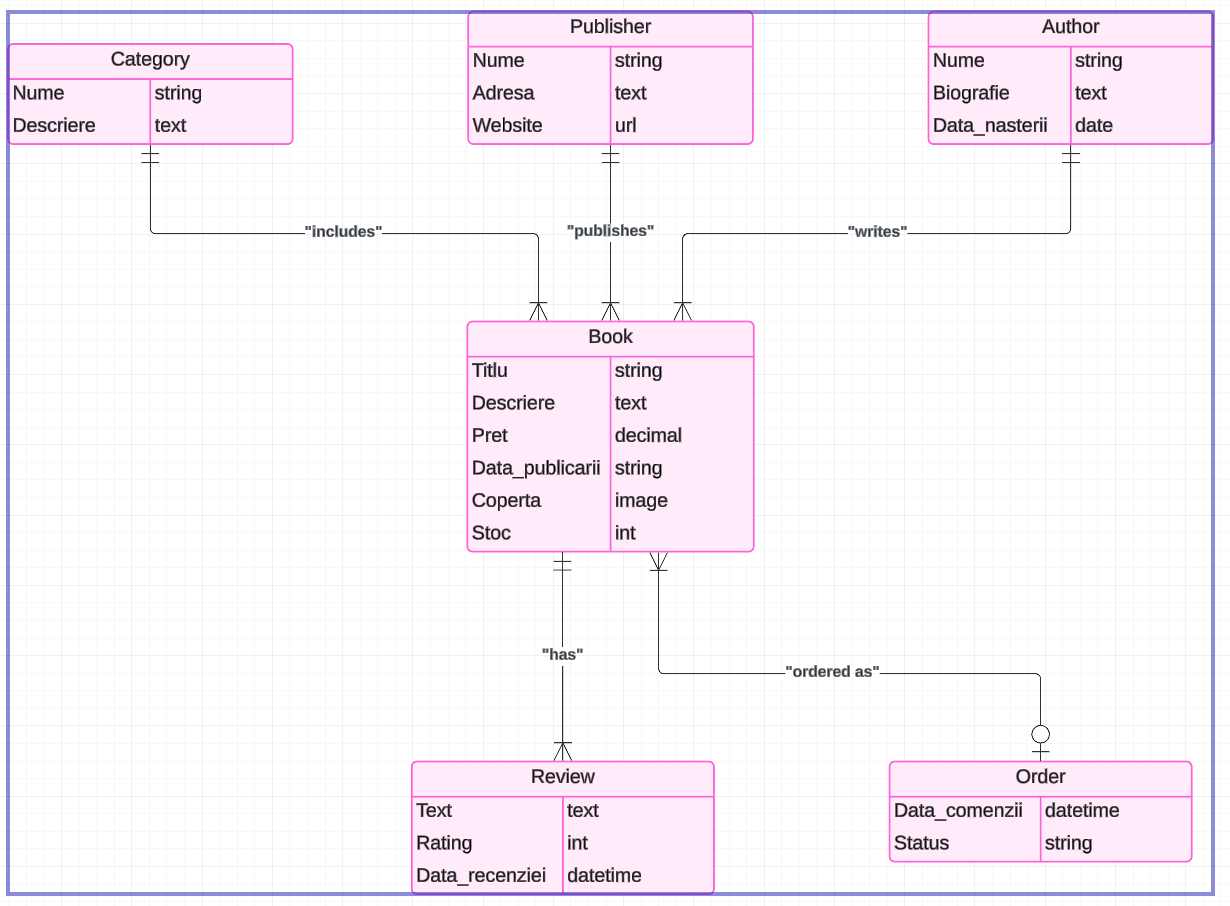 Category
Nume string
Descriere text
Publisher
Nume string
Adresa text
Website url
Author
Nume string
Biografie text
Data_nasterii date
"includes"
"publishes"
"writes"
Book
Titlu string
Descriere text
Pret decimal
Data_publicarii string
Coperta image
Stoc int
"has"
"ordered as"
Review
Text text
Rating int
Data_recenziei datetime
Order
Data_comenzii datetime
Status string